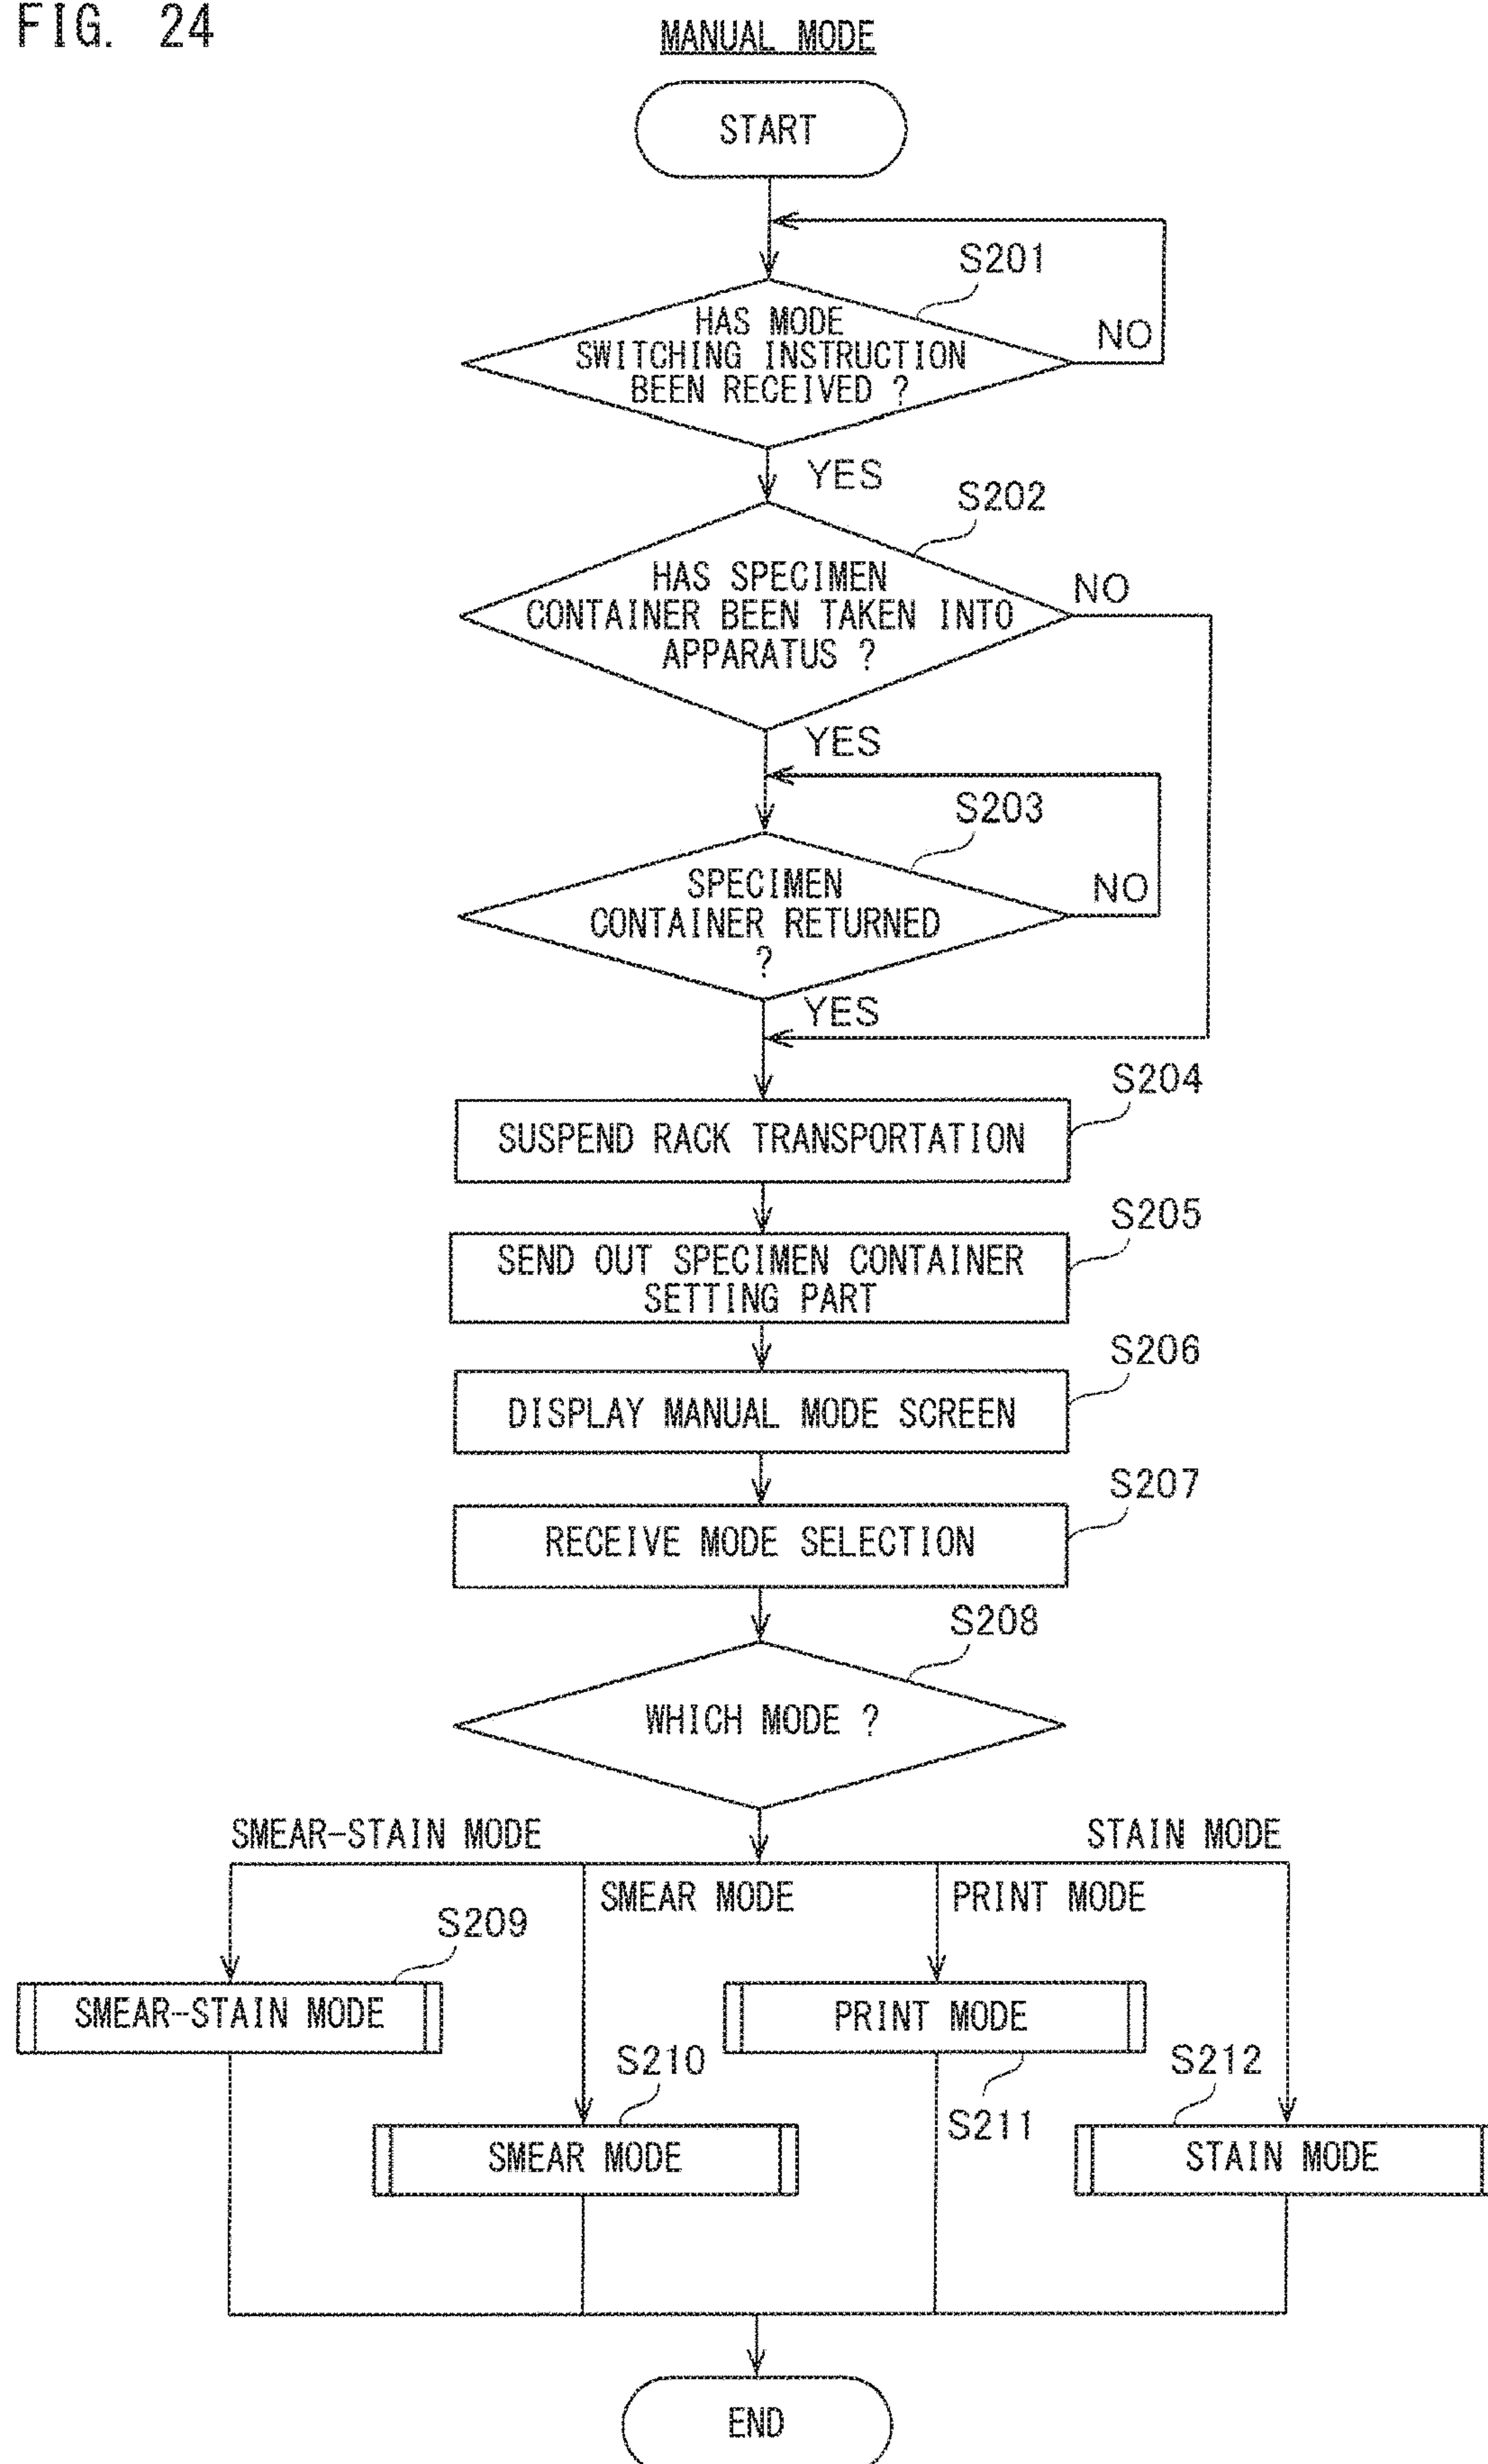 FIG. 24
MANUAL MODE
START
S201
HAS MODE
SWITCHING INSTRUCTION
BEEN RECEIVED ?
NO
YES
S202
HAS SPECIMEN
CONTAINER BEEN TAKEN INTO
APPARATUS ?
NO
YES
S203
SPECIMEN
CONTAINER RETURNED
?
NO
YES
S204
SUSPEND RACK TRANSPORTATION
S205
SEND OUT SPECIMEN CONTAINER
SETTING PART
S206
DISPLAY MANUAL MODE SCREEN
S207
RECEIVE MODE SELECTION
S208
WHICH MODE ?
SMEAR-STAIN MODE
STAIN MODE
SMEAR MODE
PRINT MODE
S209
SMEAR-STAIN MODE
PRINT MODE
S210
S212
S211
SMEAR MODE
STAIN MODE
END